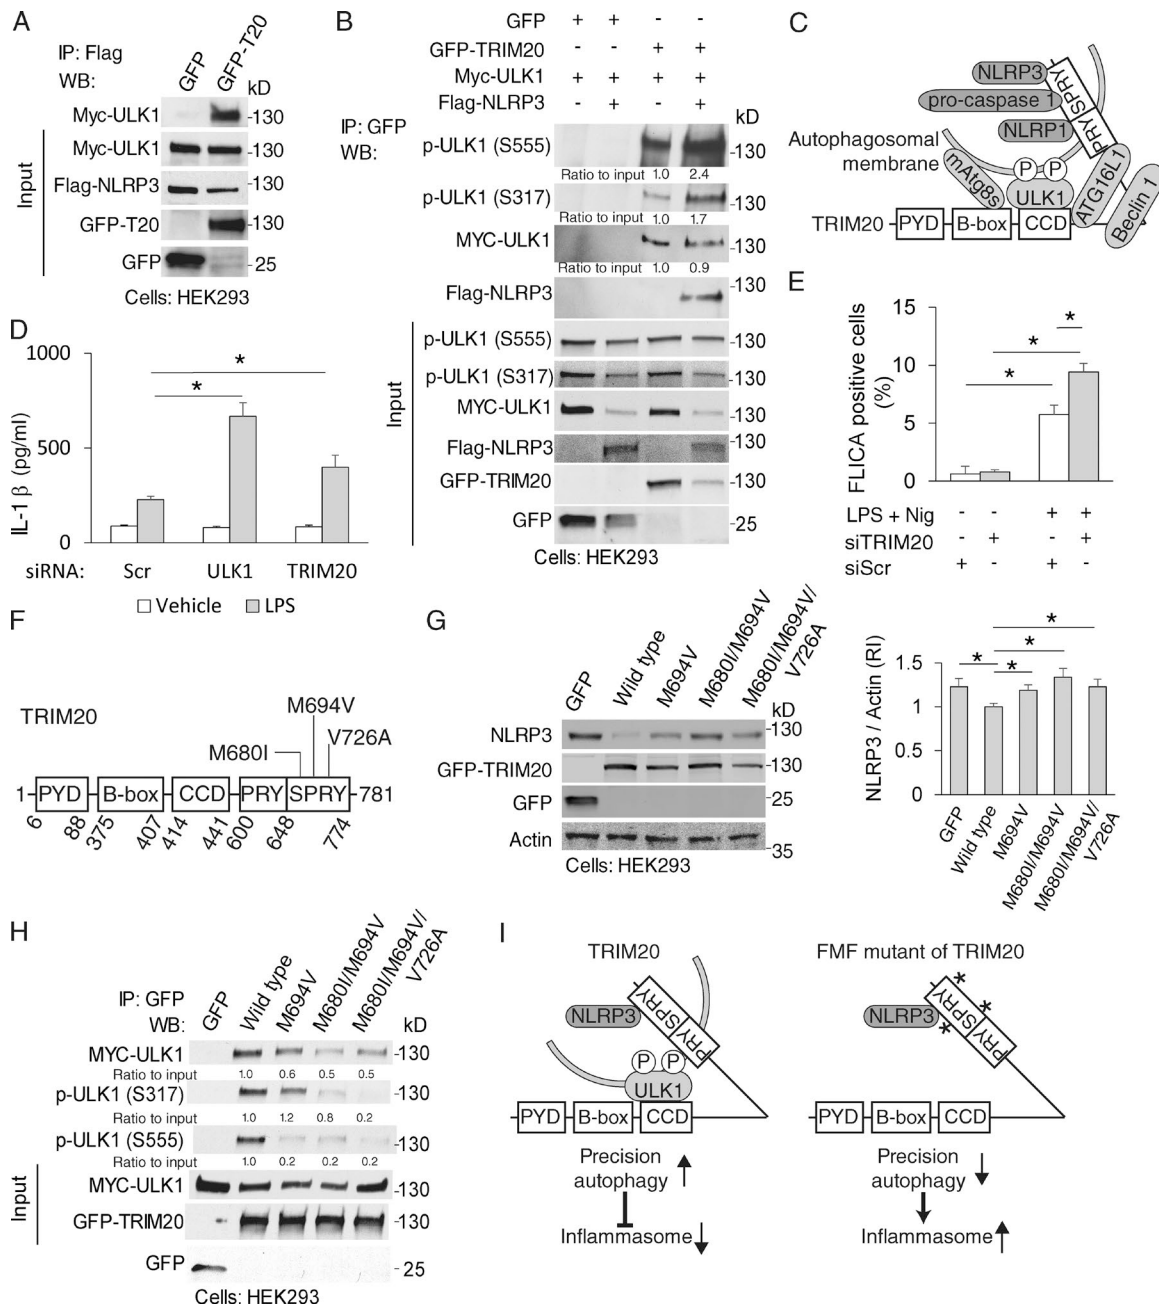 A
IP: Flag
WB:
GFP
GFP-T20
kD
Myc-ULK1
-130
Input
Myc-ULK1
-130
Flag-NLRP3
-130
GFP-T20
-130
GFP
-25
Cells: HEK293
B
GFP + + - -
GFP-TRIM20 - - + +
Myc-ULK1 + + + +
Flag-NLRP3 - + - +
IP: GFP
WB:
kD
p-ULK1 (S555)
-130
Ratio to input 1.0 2.4
p-ULK1 (S317)
-130
Ratio to input 1.0 1.7
MYC-ULK1
-130
Ratio to input 1.0 0.9
Flag-NLRP3
-130
Input
p-ULK1 (S555)
-130
p-ULK1 (S317)
-130
MYC-ULK1
-130
Flag-NLRP3
-130
GFP-TRIM20
-130
GFP
-25
Cells: HEK293
C
NLRP3
pro-caspase 1
NLRP1
PRY SPRY
Autophagosomal
membrane
mAtg8s
P P
ULK1
ATG16L1
Beclin 1
TRIM20
PYD
B-box
CCD
D
IL-1 β (pg/ml)
1000
500
0
*
*
siRNA: Scr ULK1 TRIM20
Vehicle LPS
E
FLICA positive cells
(%)
15
10
5
0
*
*
*
LPS + Nig - - + +
siTRIM20 - + - +
siScr + - + -
F
TRIM20
M694V
M680I
V726A
1 PYD B-box CCD PRY SPRY 781
6 88 375 407 414 441 600 648 774
G
GFP
Wild type
M694V
M680I/M694V
M680I/M694V/
V726A
kD
NLRP3
-130
GFP-TRIM20
-130
GFP
-25
Actin
-35
Cells: HEK293
NLRP3 / Actin (RI)
1.5
1
0.5
0
*
*
*
*
GFP
Wild type
M694V
M680I/M694V
M680I/M694V/
V726A
H
IP: GFP
WB:
GFP
Wild type
M694V
M680I/M694V
M680I/M694V/
V726A
kD
MYC-ULK1
-130
Ratio to input 1.0 0.6 0.5 0.5
p-ULK1 (S317)
-130
Ratio to input 1.0 1.2 0.8 0.2
p-ULK1 (S555)
-130
Ratio to input 1.0 0.2 0.2 0.2
Input
MYC-ULK1
-130
GFP-TRIM20
-130
GFP
- 25
Cells: HEK293
I
TRIM20
NLRP3
SPRY
PRY
P P
ULK1
PYD B-box CCD
Precision
autophagy
Inflammasome
FMF mutant of TRIM20
NLRP3
SPRY
PRY
* * *
PYD B-box CCD
Precision
autophagy
Inflammasome